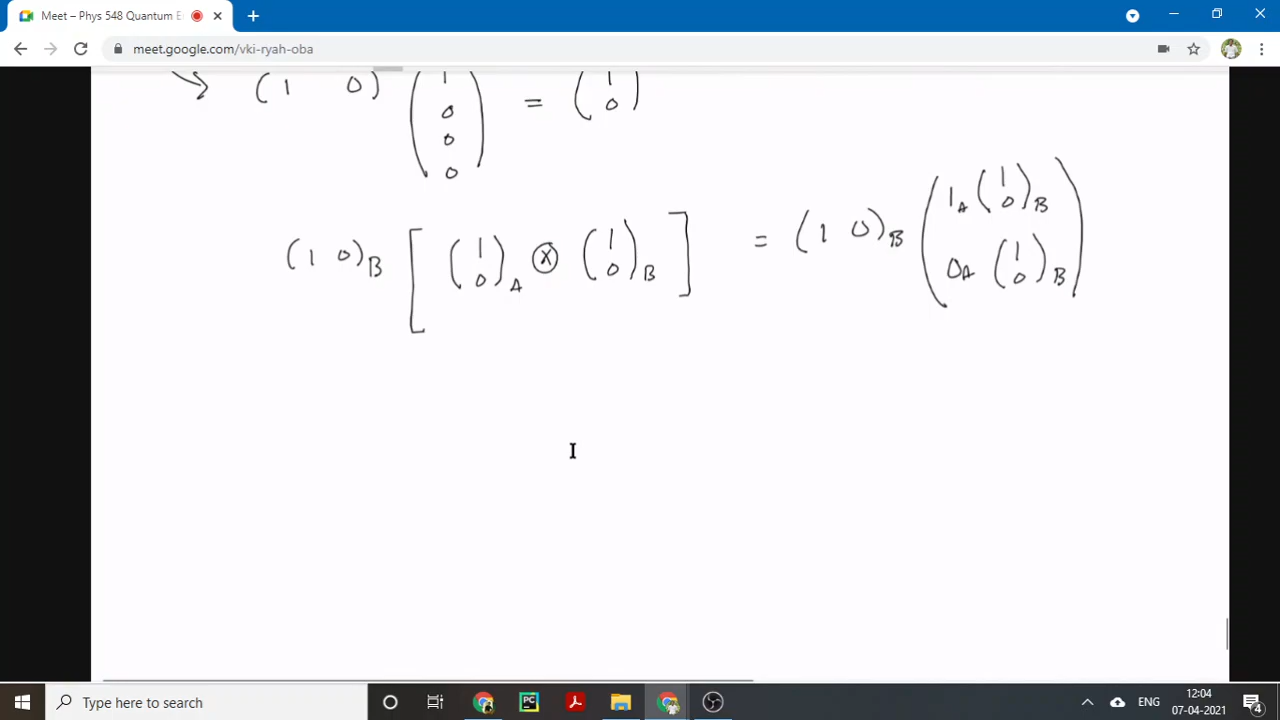 Meet – Phys 548 Quantum E
meet.google.com/vki-ryah-oba
(1 0) (1 0 0 0) = (1 0)
(1 0)B [ (1 0)A ⊗ (1 0)B ] = (1 0)B ( 1A (1 0)B
0A (1 0)B )
Type here to search
PC
ENG
12:04
07-04-2021
4